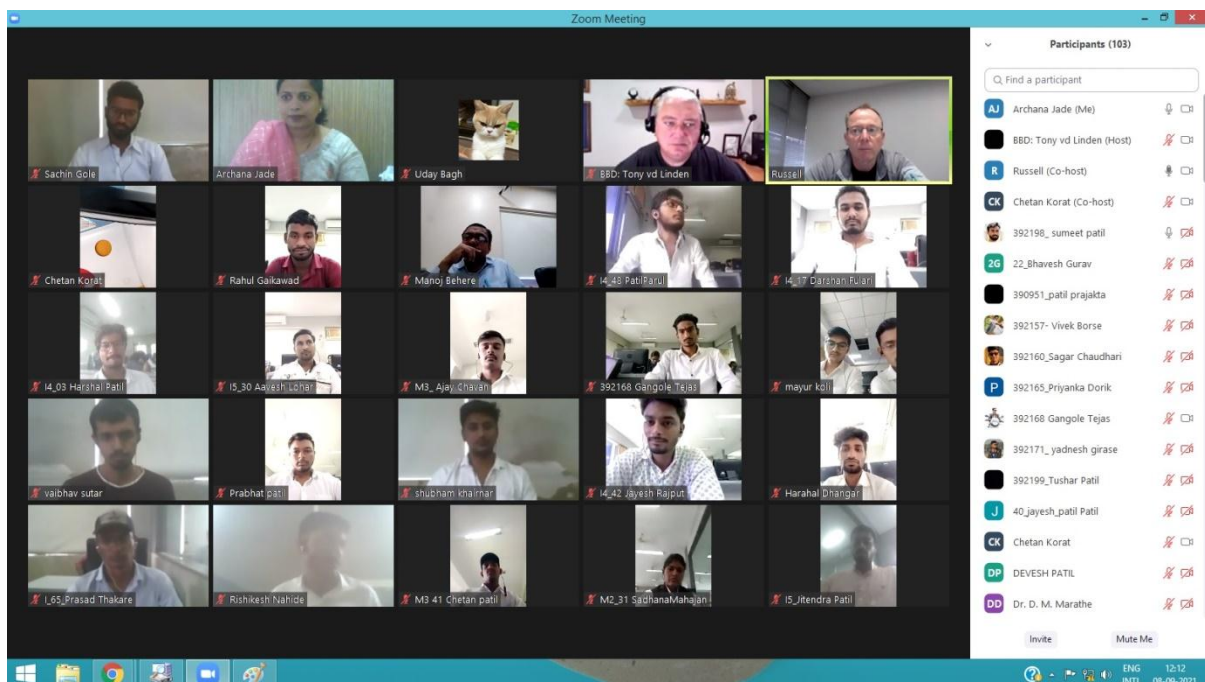 Zoom Meeting
Sachin Gole
Archana Jade
Uday Bagh
BBD: Tony vd Linden
Russell
Chetan Korat
Rahul Gaikawad
Manoj Behere
I4_48 PatilParul
I4_17 Darshan Fulari
I4_03 Harshal Patil
I5_30 Aavesh Lohar
M3_ Ajay Chavan
392168 Gangole Tejas
mayur koli
vaibhav sutar
Prabhat patil
shubham khairnar
I4_42 Jayesh Rajput
Harahal Dhangar
I_65_Prasad Thakare
Rishikesh Nahide
M3 41 Chetan patil
M2_31 SadhanaMahajan
I5_Jitendra Patil
Participants (103)
Find a participant
AJ Archana Jade (Me)
BBD: Tony vd Linden (Host)
R Russell (Co-host)
CK Chetan Korat (Co-host)
392198_ sumeet patil
2G 22_Bhavesh Gurav
390951_patil prajakta
392157- Vivek Borse
392160_Sagar Chaudhari
P 392165_Priyanka Dorik
392168 Gangole Tejas
392171_ yadnesh girase
392199_Tushar Patil
J 40_jayesh_patil Patil
CK Chetan Korat
DP DEVESH PATIL
DD Dr. D. M. Marathe
Invite Mute Me
ENG 12:12
INTL 08-09-2021